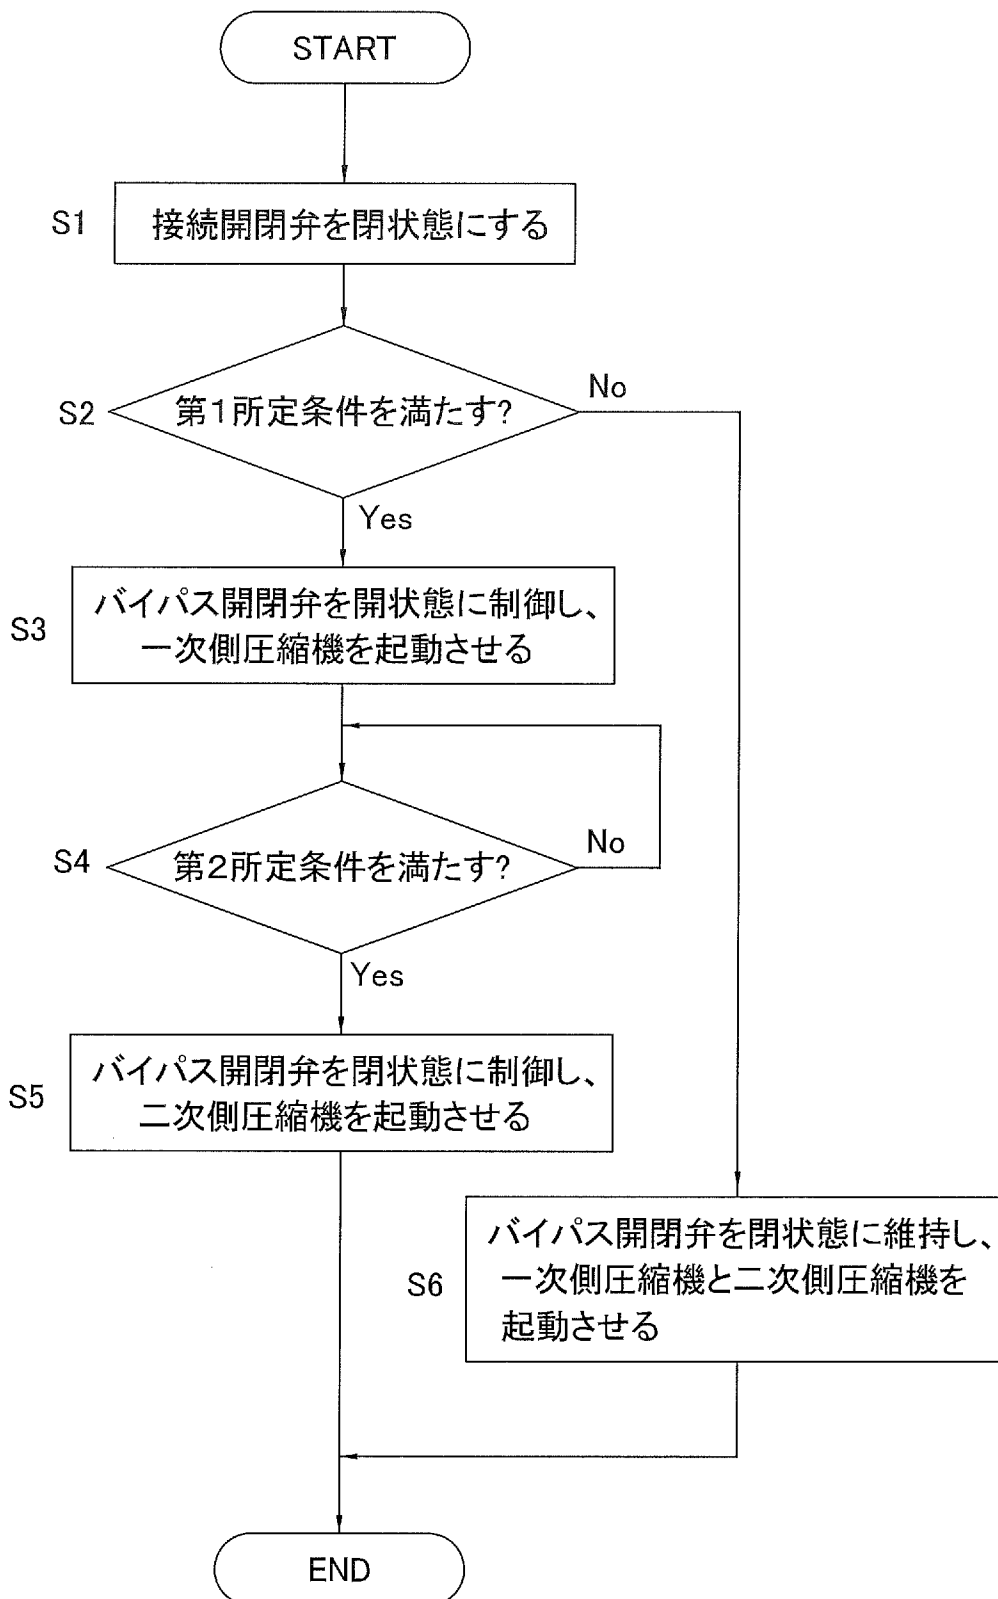 START
S1
接続開閉弁を閉状態にする
S2
第1所定条件を満たす?
No
Yes
S3
バイパス開閉弁を開状態に制御し、
一次側圧縮機を起動させる
S4
第2所定条件を満たす?
No
Yes
S5
バイパス開閉弁を閉状態に制御し、
二次側圧縮機を起動させる
S6
バイパス開閉弁を閉状態に維持し、
一次側圧縮機と二次側圧縮機を
起動させる
END